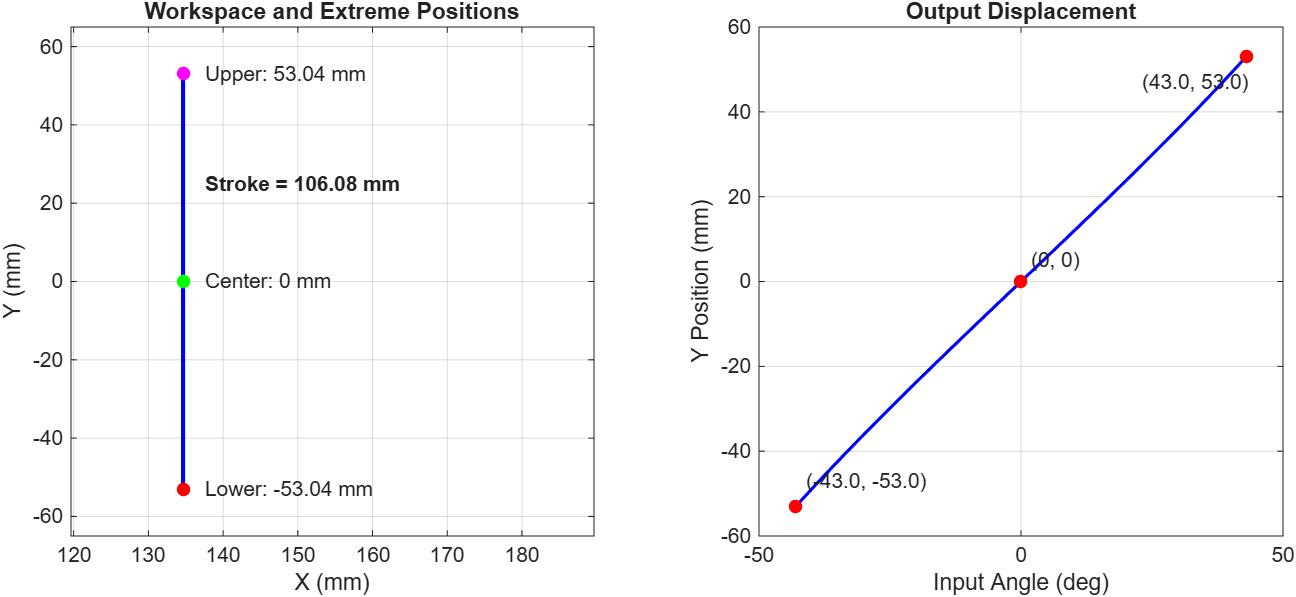 Workspace and Extreme Positions
60
40
20
0
-20
-40
-60
Y (mm)
Upper: 53.04 mm
Stroke = 106.08 mm
Center: 0 mm
Lower: -53.04 mm
120 130 140 150 160 170 180
X (mm)
Output Displacement
60
40
20
0
-20
-40
-60
Y Position (mm)
(43.0, 53.0)
(0, 0)
(-43.0, -53.0)
-50 0 50
Input Angle (deg)